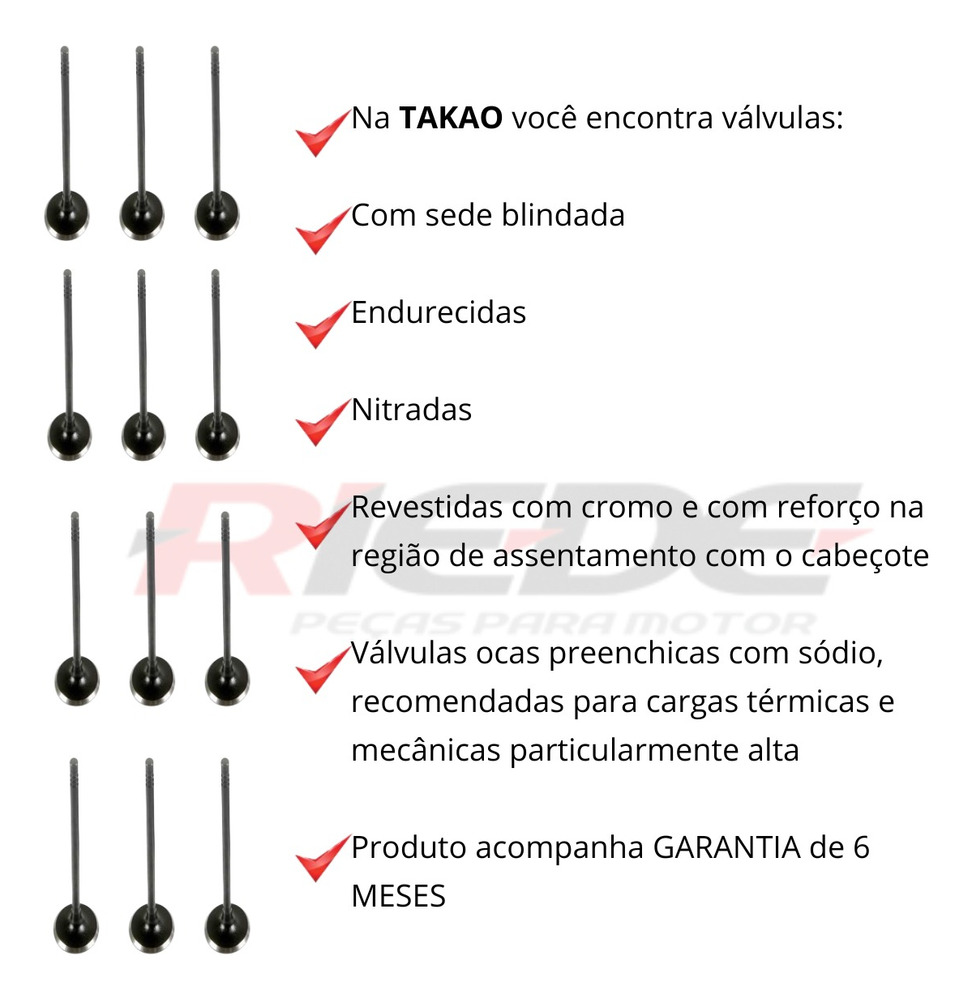 Na TAKAO você encontra válvulas:
Com sede blindada
Endurecidas
Nitradas
Revestidas com cromo e com reforço na
região de assentamento com o cabeçote
RIEDE
PEÇAS PARA MOTOR
Válvulas ocas preenchicas com sódio,
recomendadas para cargas térmicas e
mecânicas particularmente alta
Produto acompanha GARANTIA de 6
MESES